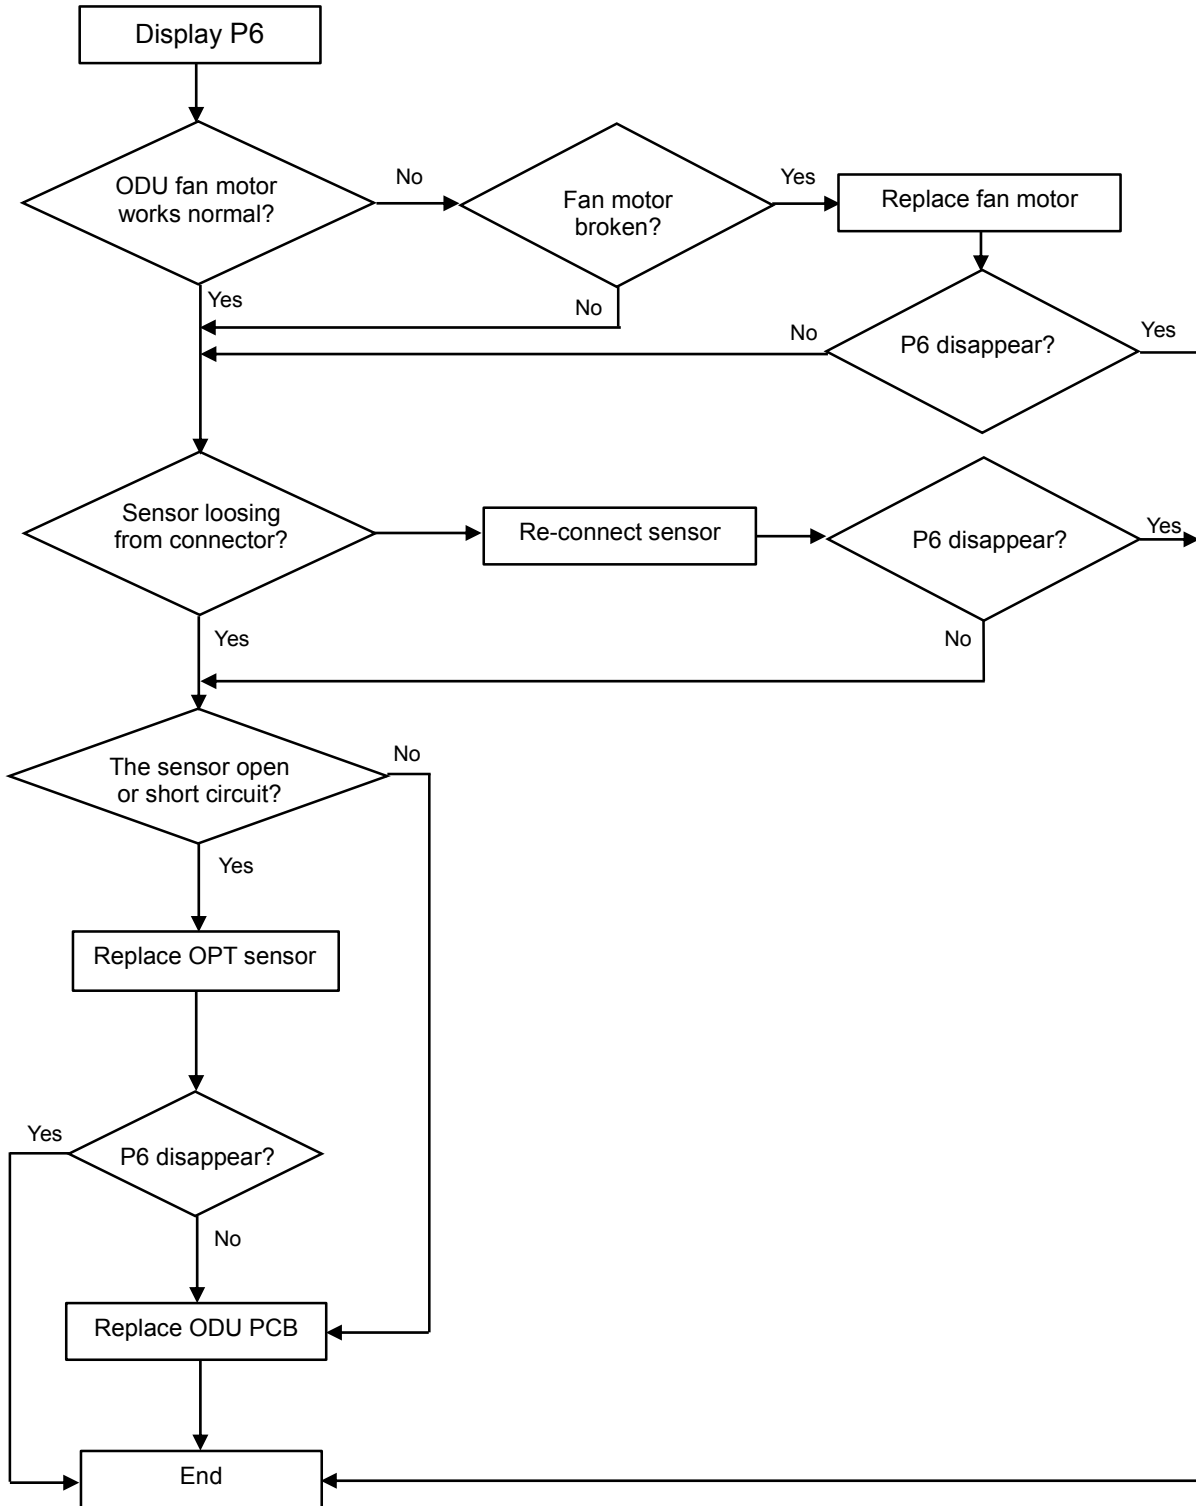 Display P6
ODU fan motor
works normal?
No
Fan motor
broken?
Yes
Replace fan motor
Yes
No
No
P6 disappear?
Yes
Sensor loosing
from connector?
Re-connect sensor
P6 disappear?
Yes
Yes
No
The sensor open
or short circuit?
No
Yes
Replace OPT sensor
Yes
P6 disappear?
No
Replace ODU PCB
End